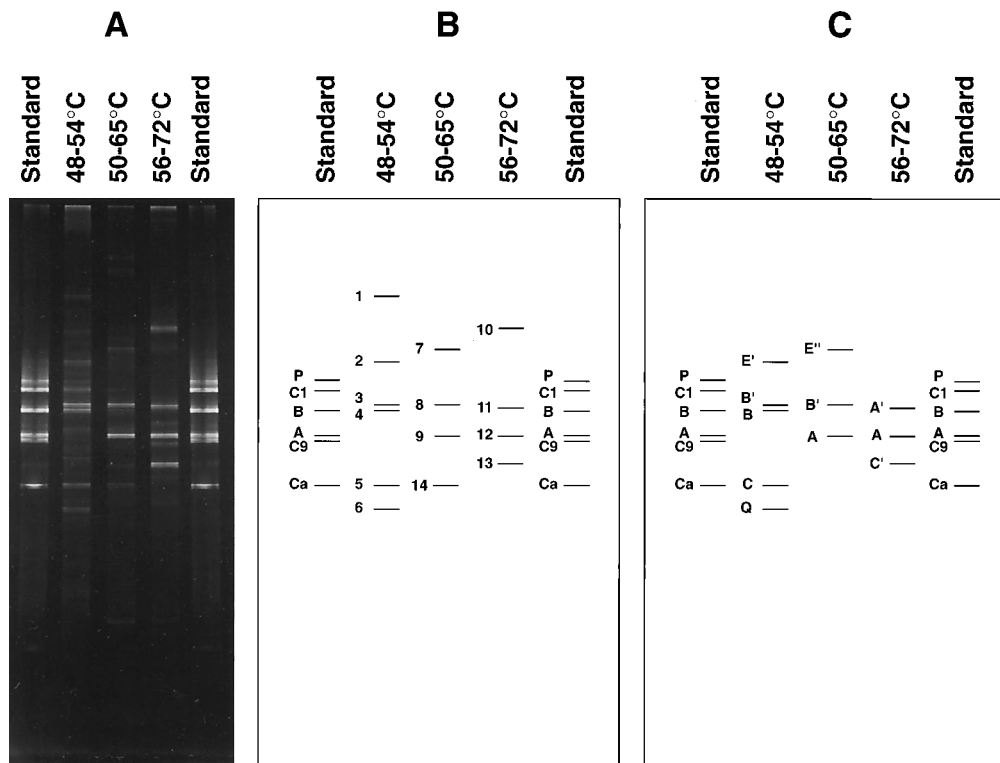 A B C
Standard 48-54°C 50-65°C 56-72°C Standard
Standard 48-54°C 50-65°C 56-72°C Standard
Standard 48-54°C 50-65°C 56-72°C Standard
1
10
7 E"
2 E'
P P
C1 C1 C1 C1
3 8 B' B'
B 4 11 B B B A' B
A 9 12 A A A A A
C9 C9 C9 C9
13 C'
Ca 5 14 Ca Ca C Ca
6 Q